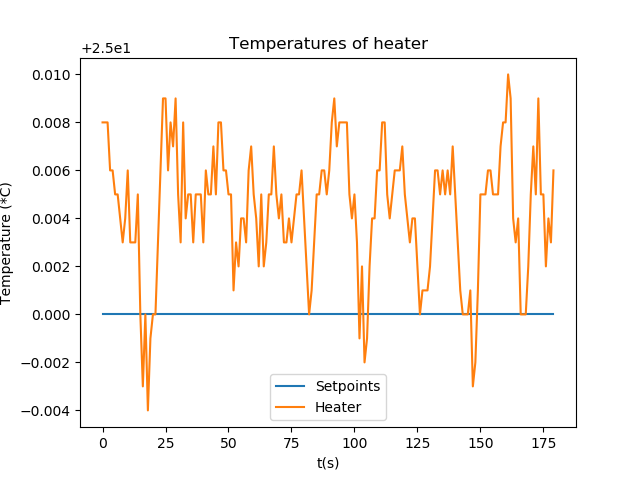 Temperatures of heater
+2.5e1
0.010
0.008
0.006
0.004
0.002
0.000
−0.002
−0.004
Temperature (*C)
Setpoints
Heater
0 25 50 75 100 125 150 175
t(s)